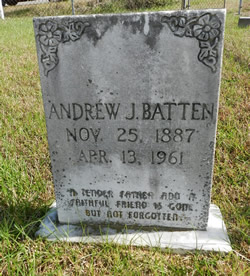 ANDREW J. BATTEN
NOV. 25, 1887
APR. 13, 1961
"A TENDER FATHER AND A
FAITHFUL FRIEND IS GONE
BUT NOT FORGOTTEN"